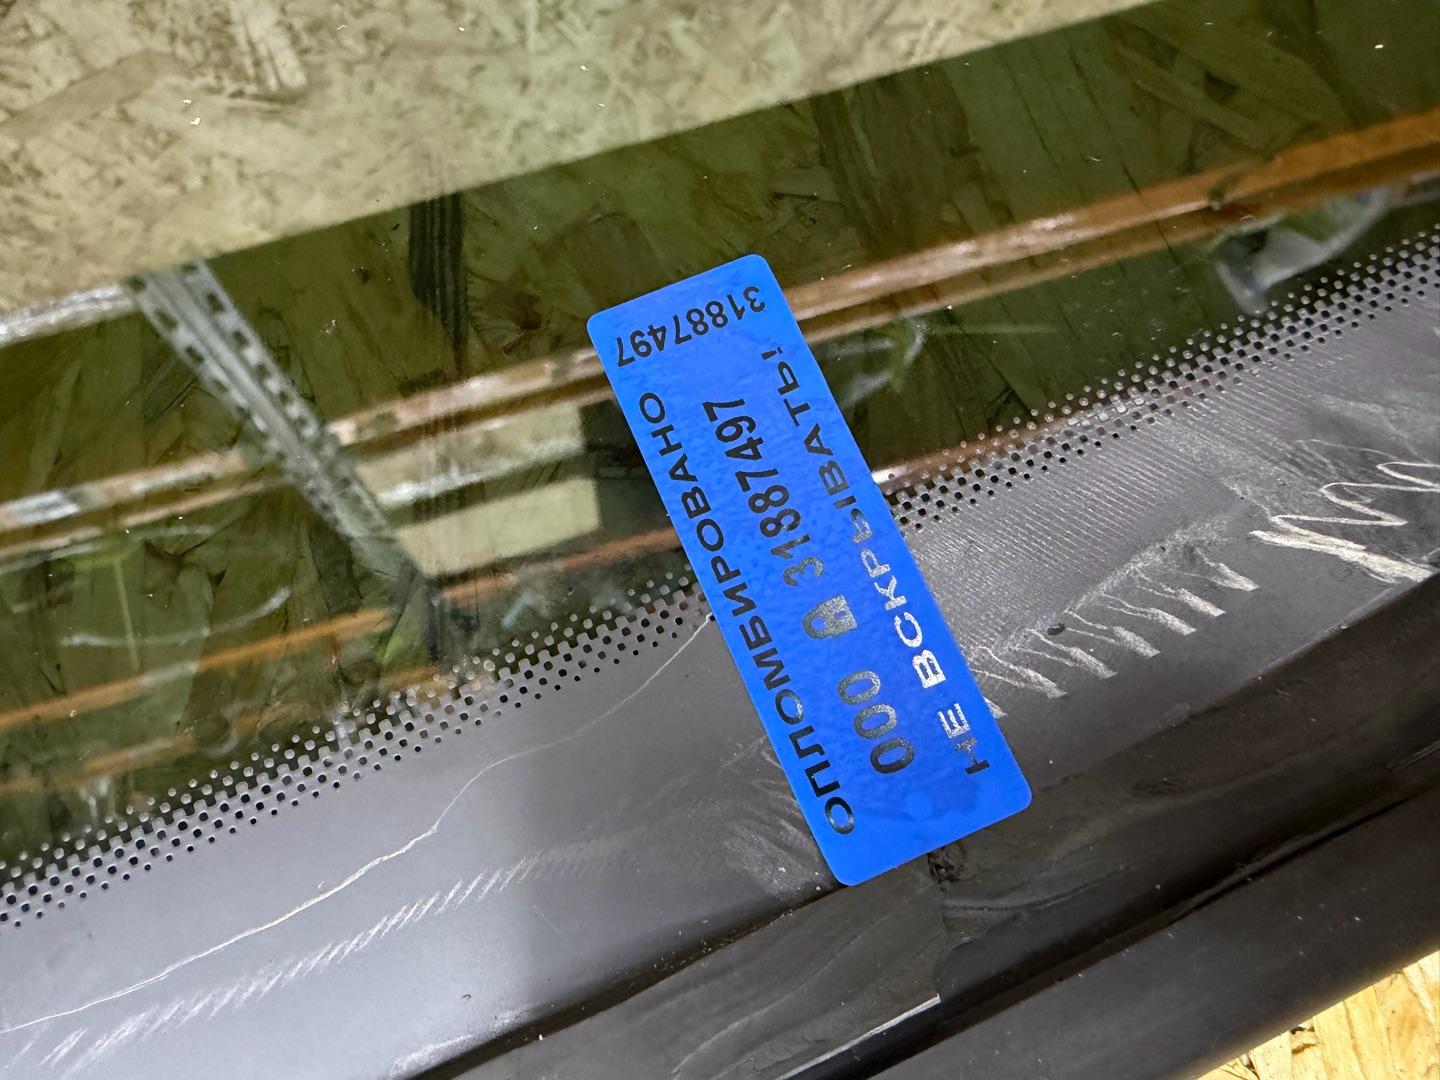 31887497
ОПЛОМБИРОВАНО
000 A 31887497
НЕ ВСКРЫВАТЬ!